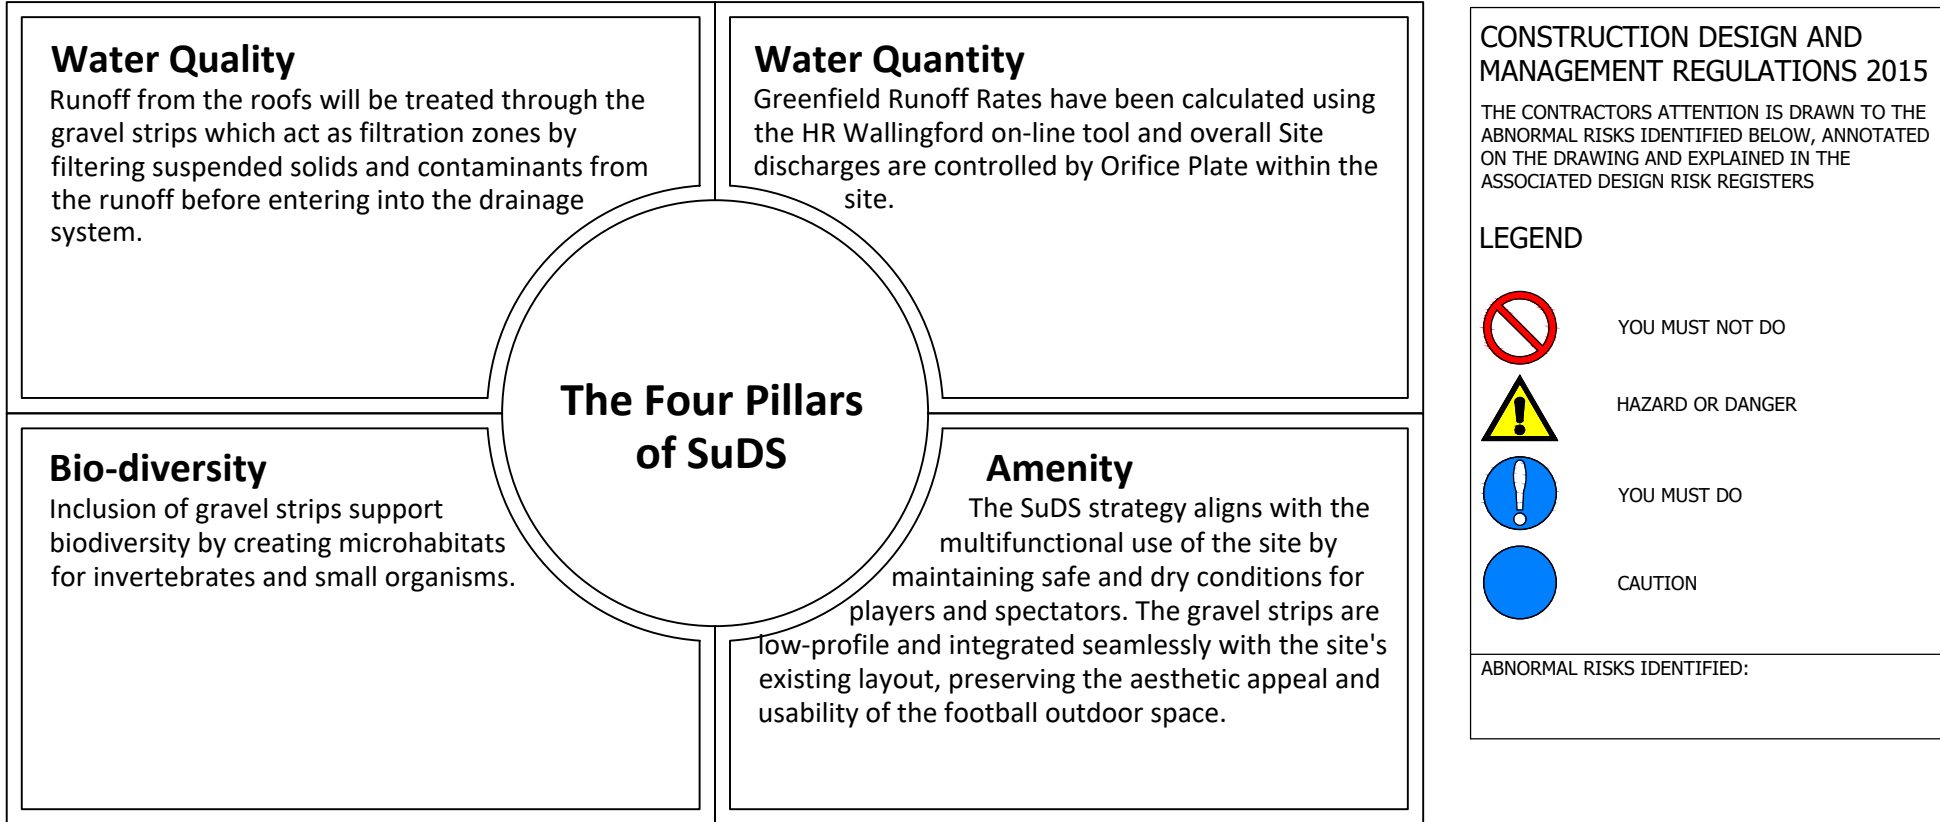 Water Quality
Runoff from the roofs will be treated through the
gravel strips which act as filtration zones by
filtering suspended solids and contaminants from
the runoff before entering into the drainage
system.
Water Quantity
Greenfield Runoff Rates have been calculated using
the HR Wallingford on-line tool and overall Site
discharges are controlled by Orifice Plate within the
site.
The Four Pillars
of SuDS
Bio-diversity
Inclusion of gravel strips support
biodiversity by creating microhabitats
for invertebrates and small organisms.
Amenity
The SuDS strategy aligns with the
multifunctional use of the site by
maintaining safe and dry conditions for
players and spectators. The gravel strips are
low-profile and integrated seamlessly with the site's
existing layout, preserving the aesthetic appeal and
usability of the football outdoor space.
CONSTRUCTION DESIGN AND
MANAGEMENT REGULATIONS 2015
THE CONTRACTORS ATTENTION IS DRAWN TO THE
ABNORMAL RISKS IDENTIFIED BELOW, ANNOTATED
ON THE DRAWING AND EXPLAINED IN THE
ASSOCIATED DESIGN RISK REGISTERS
LEGEND
YOU MUST NOT DO
HAZARD OR DANGER
YOU MUST DO
CAUTION
ABNORMAL RISKS IDENTIFIED: